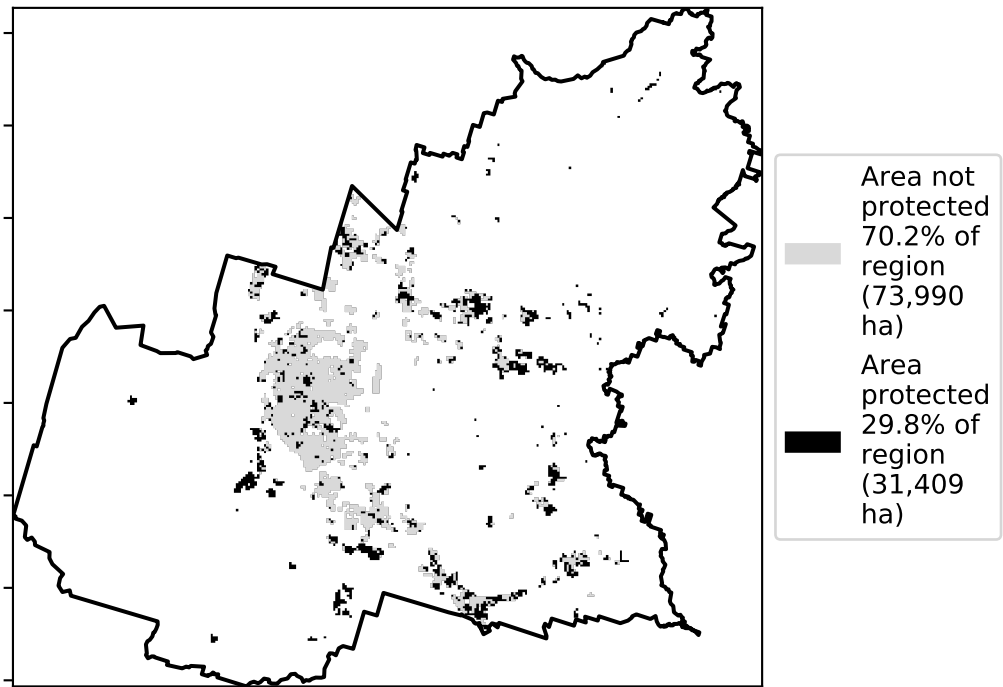 Area not
protected
70.2% of
region
(73,990
ha)
Area
protected
29.8% of
region
(31,409
ha)